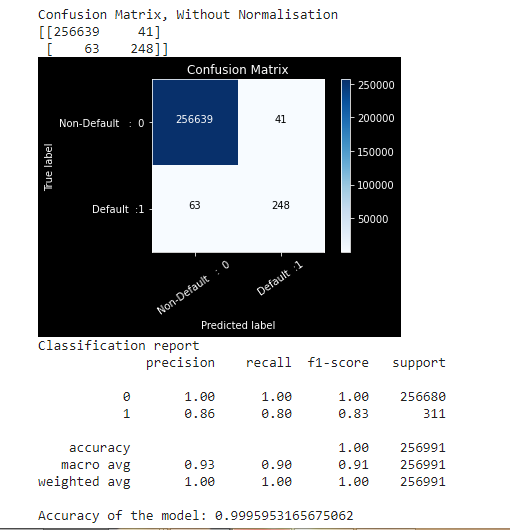 Confusion Matrix, Without Normalisation
[[256639     41]
 [    63    248]]
Confusion Matrix
Non-Default : 0
256639
41
250000
200000
150000
100000
50000
True label
Default :1
63
248
Non-Default : 0
Default :1
Predicted label
Classification report
precision    recall  f1-score   support
0       1.00      1.00      1.00    256680
1       0.86      0.80      0.83       311
accuracy                           1.00    256991
macro avg       0.93      0.90      0.91    256991
weighted avg       1.00      1.00      1.00    256991
Accuracy of the model: 0.9995953165675062